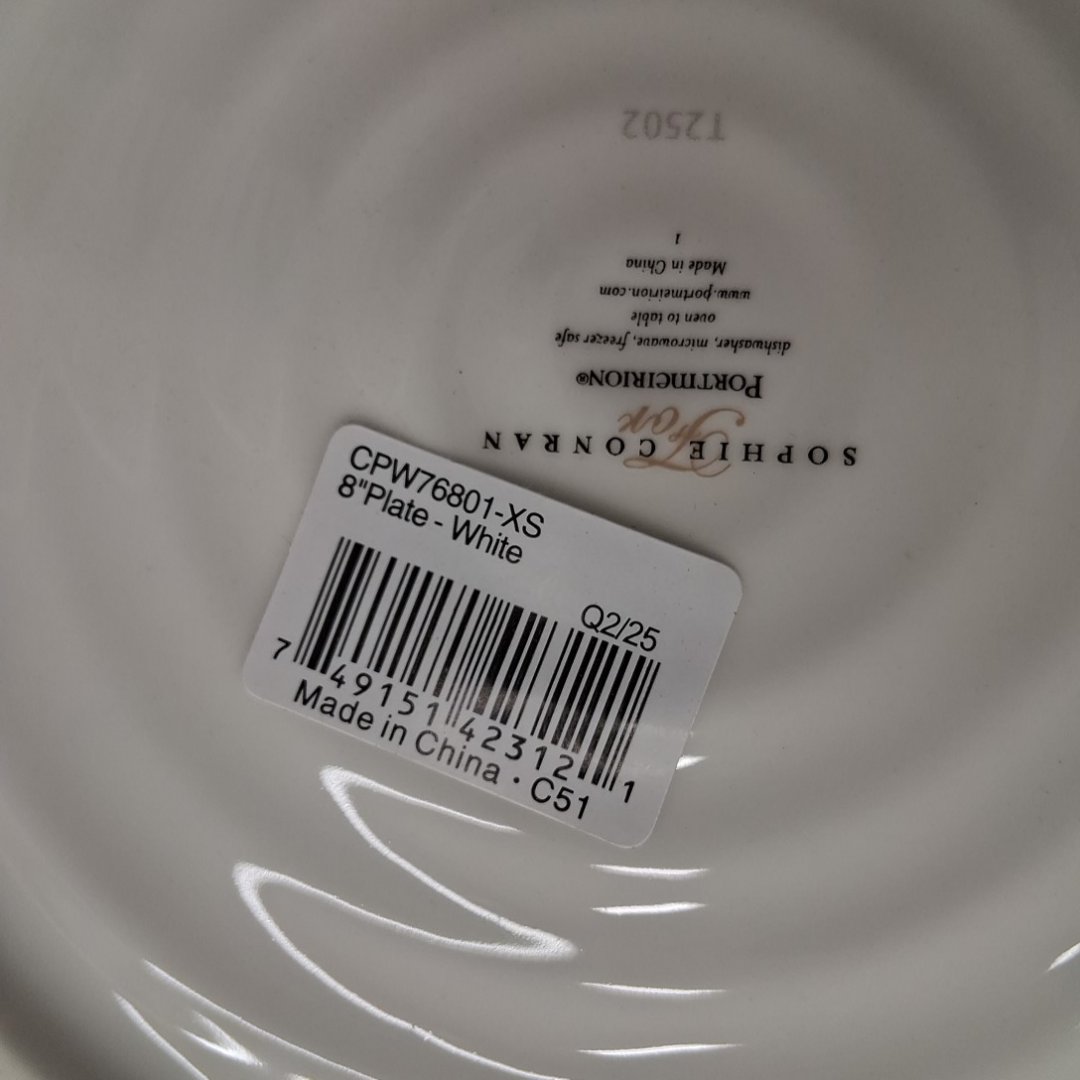 CPW76801-XS
8"Plate - White
Q2/25
7 49151 42312 1
Made in China · C51
SOPHIE CONRAN
For
PORTMEIRION®
dishwasher, microwave, freezer safe
oven to table
www.portmeirion.com
Made in China
1
T2502